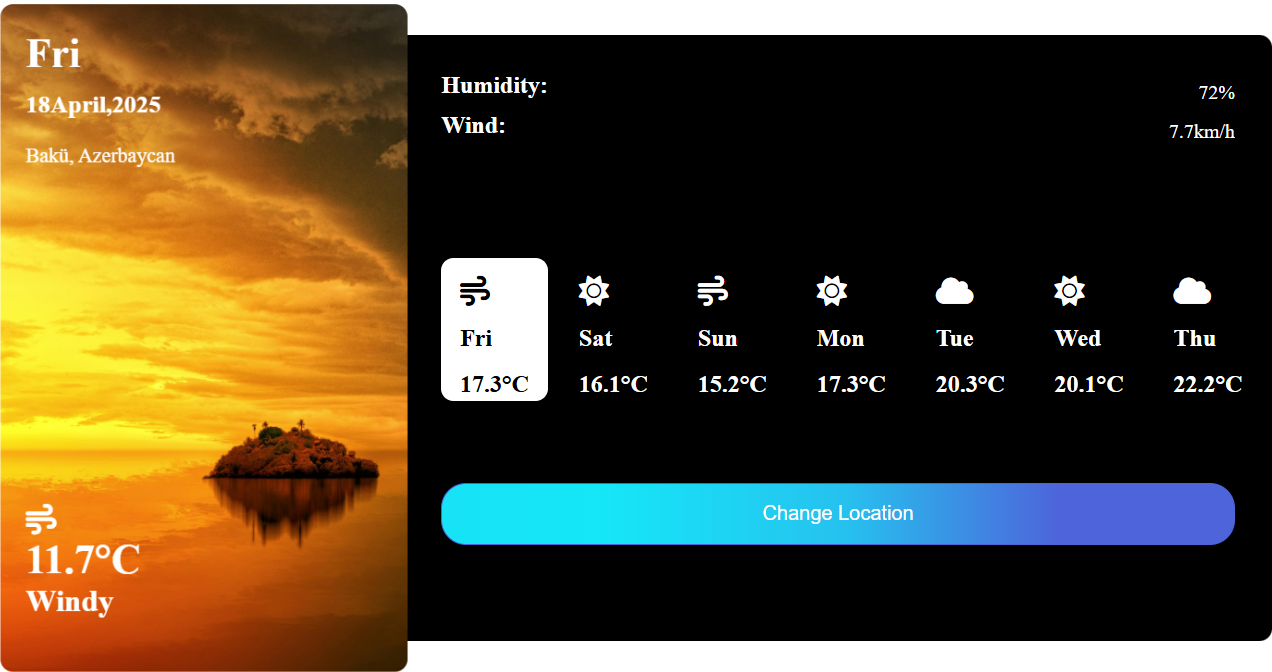 Fri
18April,2025
Bakü, Azerbaycan
11.7°C
Windy
Humidity:
72%
Wind:
7.7km/h
Fri Sat Sun Mon Tue Wed Thu
17.3°C 16.1°C 15.2°C 17.3°C 20.3°C 20.1°C 22.2°C
Change Location